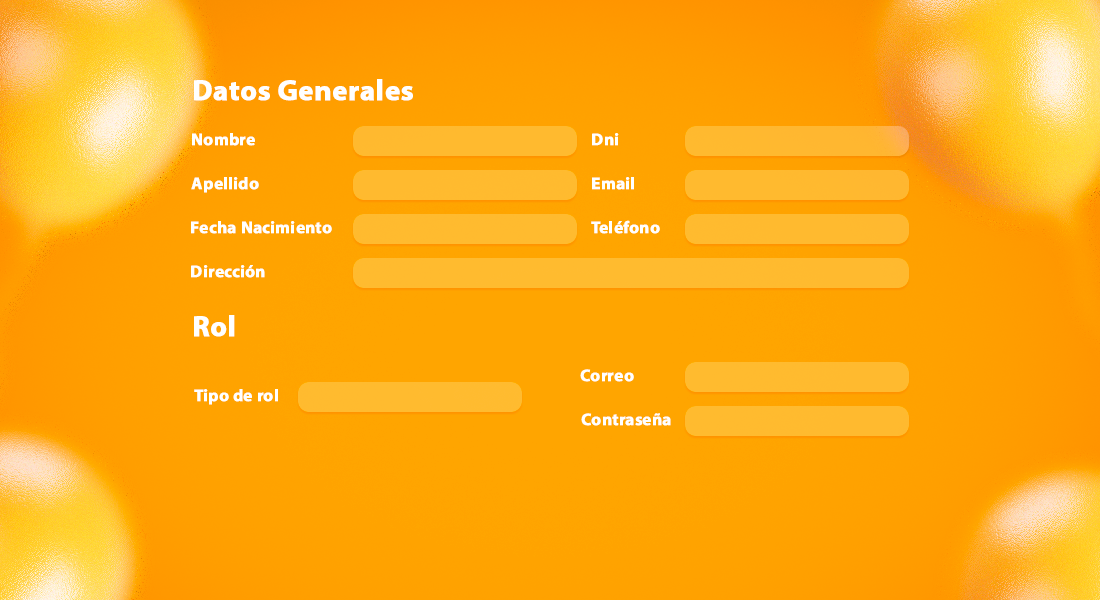 Datos Generales
Nombre
Dni
Apellido
Email
Fecha Nacimiento
Teléfono
Dirección
Rol
Correo
Tipo de rol
Contraseña